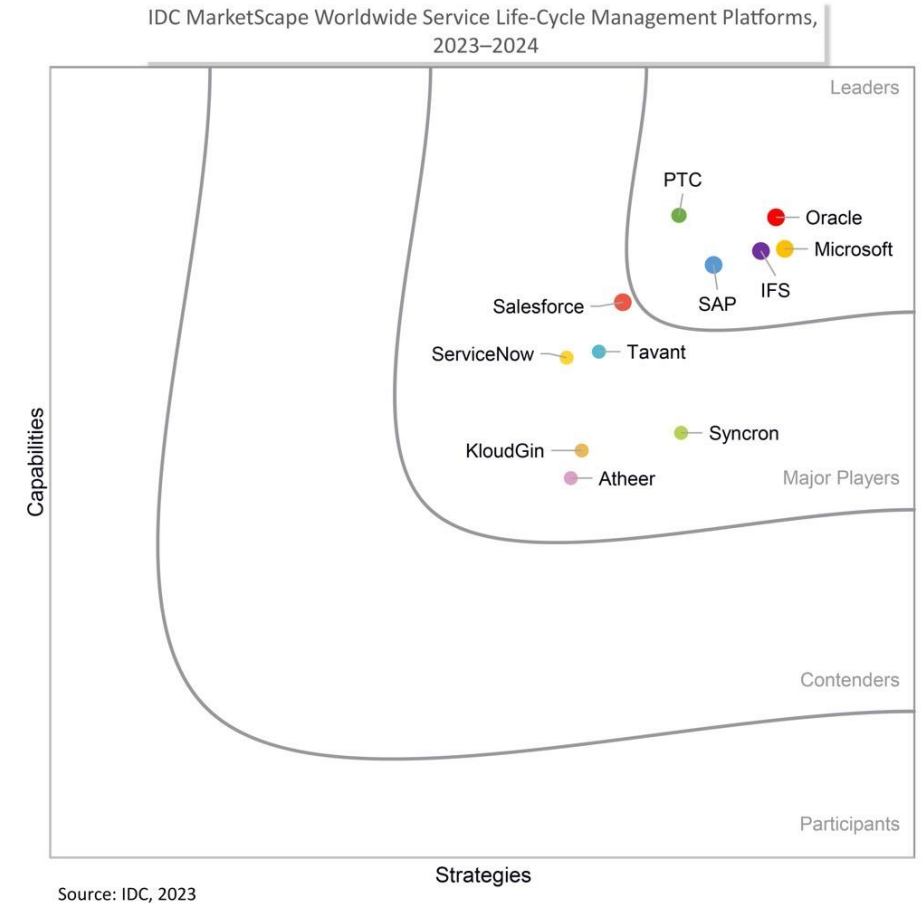 IDC MarketScape Worldwide Service Life-Cycle Management Platforms,
2023–2024
Leaders
PTC
Oracle
Microsoft
IFS
SAP
Salesforce
ServiceNow
Tavant
Syncron
KloudGin
Atheer
Major Players
Capabilities
Contenders
Participants
Strategies
Source: IDC, 2023